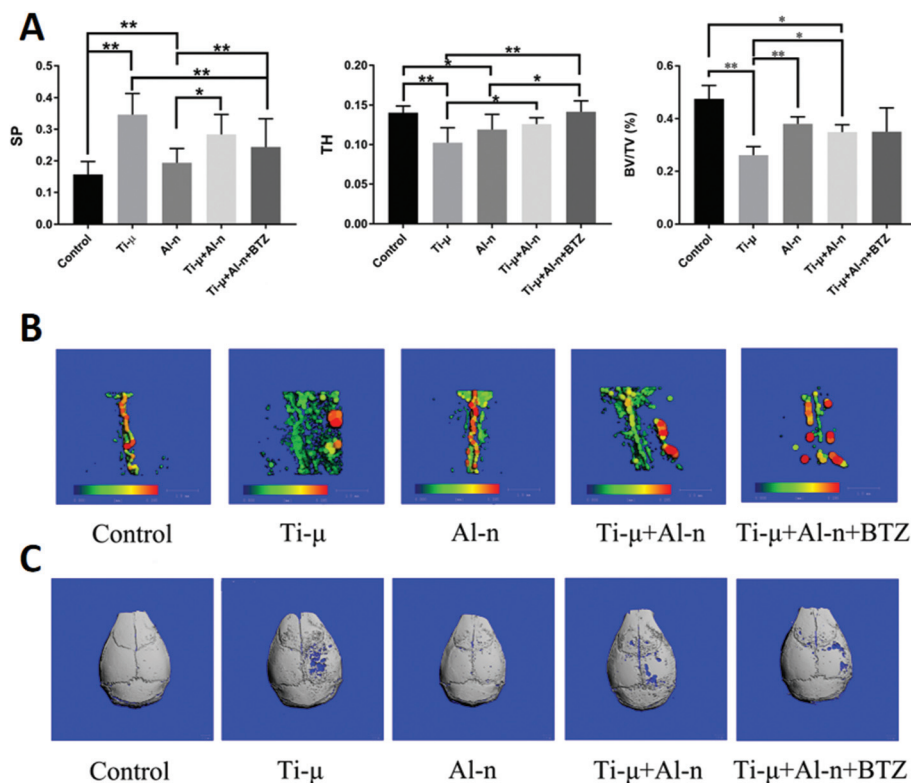 A
** ** ** ** *
SP
0.5
0.4
0.3
0.2
0.1
0.0
Control
Ti-μ
Al-n
Ti-μ+Al-n
Ti-μ+Al-n+BTZ
** * ** * *
TH
0.20
0.15
0.10
0.05
0.00
Control
Ti-μ
Al-n
Ti-μ+Al-n
Ti-μ+Al-n+BTZ
* * ** **
BV/TV (%)
0.6
0.4
0.2
0.0
Control
Ti-μ
Al-n
Ti-μ+Al-n
Ti-μ+Al-n+BTZ
B
Control Ti-μ Al-n Ti-μ+Al-n Ti-μ+Al-n+BTZ
C
Control Ti-μ Al-n Ti-μ+Al-n Ti-μ+Al-n+BTZ